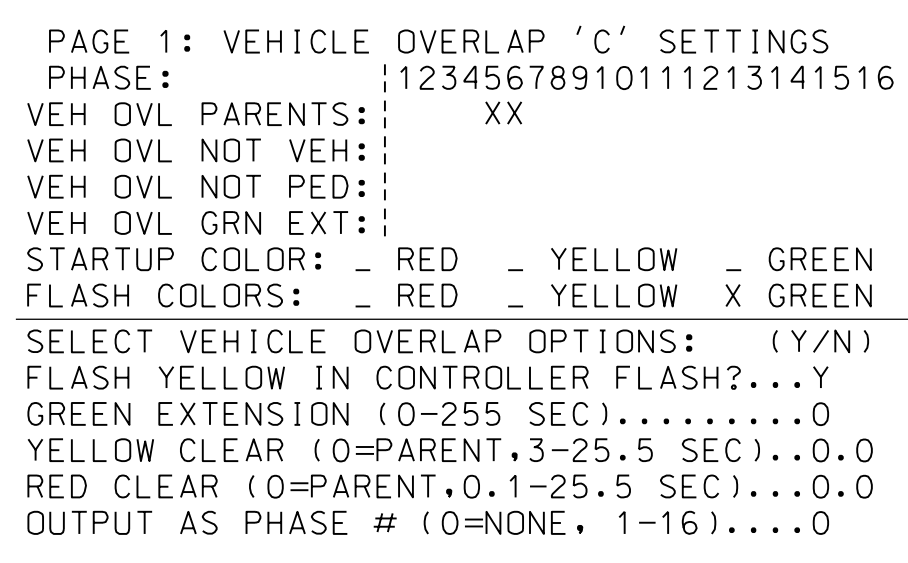 PAGE 1: VEHICLE OVERLAP 'C' SETTINGS
PHASE: ¦12345678910111213141516
VEH OVL PARENTS:¦ XX
VEH OVL NOT VEH:¦
VEH OVL NOT PED:¦
VEH OVL GRN EXT:¦
STARTUP COLOR: _ RED _ YELLOW _ GREEN
FLASH COLORS: _ RED _ YELLOW X GREEN
SELECT VEHICLE OVERLAP OPTIONS: (Y/N)
FLASH YELLOW IN CONTROLLER FLASH?...Y
GREEN EXTENSION (0-255 SEC).........0
YELLOW CLEAR (0=PARENT,3-25.5 SEC)..0.0
RED CLEAR (0=PARENT,0.1-25.5 SEC)...0.0
OUTPUT AS PHASE # (0=NONE, 1-16)....0